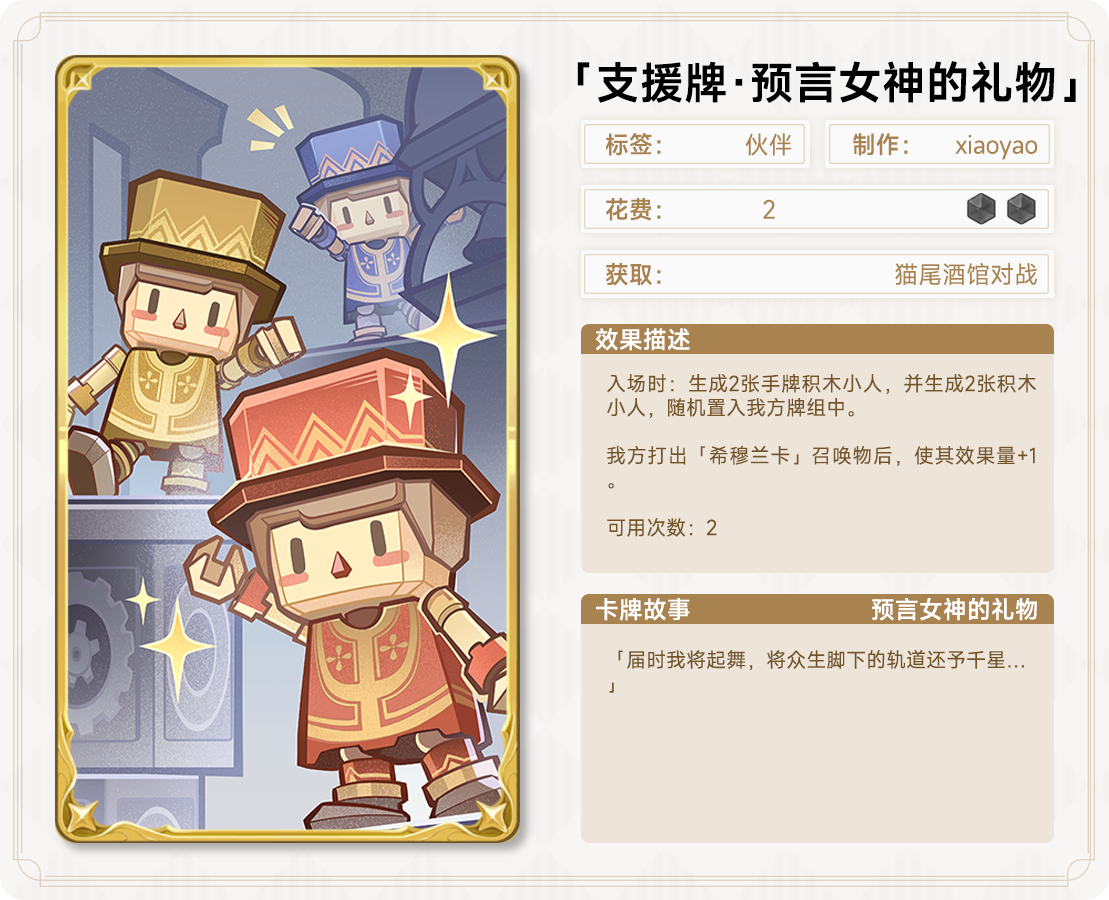 「支援牌·预言女神的礼物」
标签： 伙伴
制作： xiaoyao
花费： 2
获取： 猫尾酒馆对战
效果描述
入场时：生成2张手牌积木小人，并生成2张积木
小人，随机置入我方牌组中。
我方打出「希穆兰卡」召唤物后，使其效果量+1
。
可用次数：2
卡牌故事 预言女神的礼物
「届时我将起舞，将众生脚下的轨道还予千星...
」